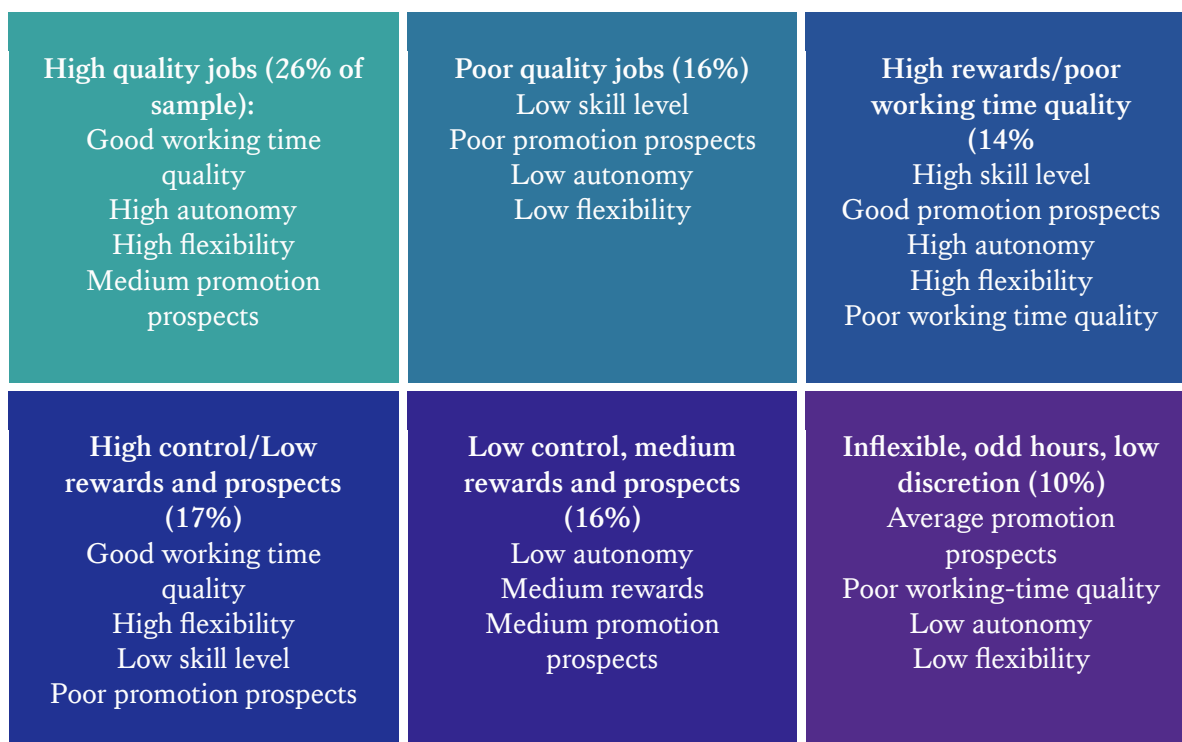 High quality jobs (26% of
sample):
Good working time
quality
High autonomy
High flexibility
Medium promotion
prospects
Poor quality jobs (16%)
Low skill level
Poor promotion prospects
Low autonomy
Low flexibility
High rewards/poor
working time quality
(14%
High skill level
Good promotion prospects
High autonomy
High flexibility
Poor working time quality
High control/Low
rewards and prospects
(17%)
Good working time
quality
High flexibility
Low skill level
Poor promotion prospects
Low control, medium
rewards and prospects
(16%)
Low autonomy
Medium rewards
Medium promotion
prospects
Inflexible, odd hours, low
discretion (10%)
Average promotion
prospects
Poor working-time quality
Low autonomy
Low flexibility